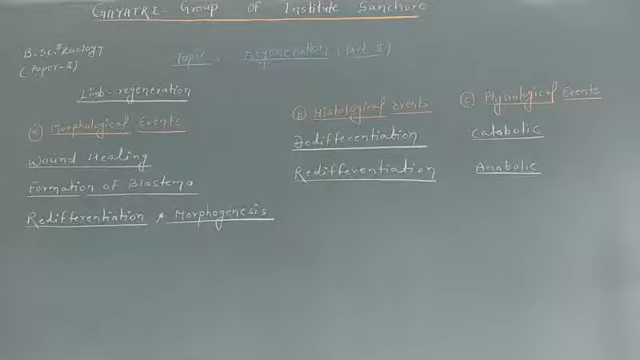 GAYATRI Group of Institute Sanchore
B.Sc. II Zoology
(Paper-II)
Topic. Regeneration (Part II)
Limb-regeneration
(a) Morphological Events
Wound Healing
Formation of Blastema
Redifferentiation & Morphogenesis
(b) Histological Events
Dedifferentiation
Redifferentiation
(c) Physiological Events
Catabolic
Anabolic